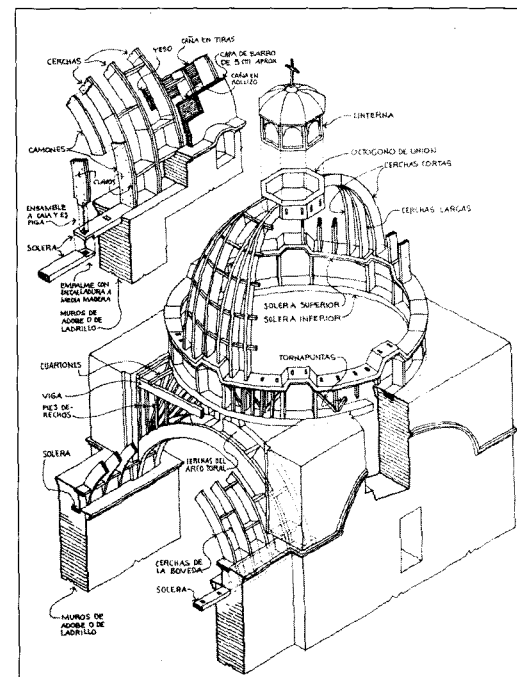 CERCHAS
YESO
CAÑA EN TIRAS
CAPA DE BARRO
DE 5 cm APROX
CAÑA EN
ROLLIZO
CAMONES
CLAVOS
ENSAMBLE
A CAJA Y ES
PIGA
SOLERA
EMPALME CON
ENTALLADURA A
MEDIA MADERA
MUROS DE
ADOBE O DE
LADRILLO
LINTERNA
OCTOGONO DE UNION
CERCHAS CORTAS
CERCHAS LARGAS
SOLERA SUPERIOR
SOLERA INFERIOR
TORNAPUNTAS
CUARTONES
VIGA
PIES DE-
RECHOS
SOLERA
CERCHAS DEL
ARCO TORAL
CERCHAS DE
LA BOVEDA
SOLERA
MUROS DE
ADOBE O DE
LADRILLO